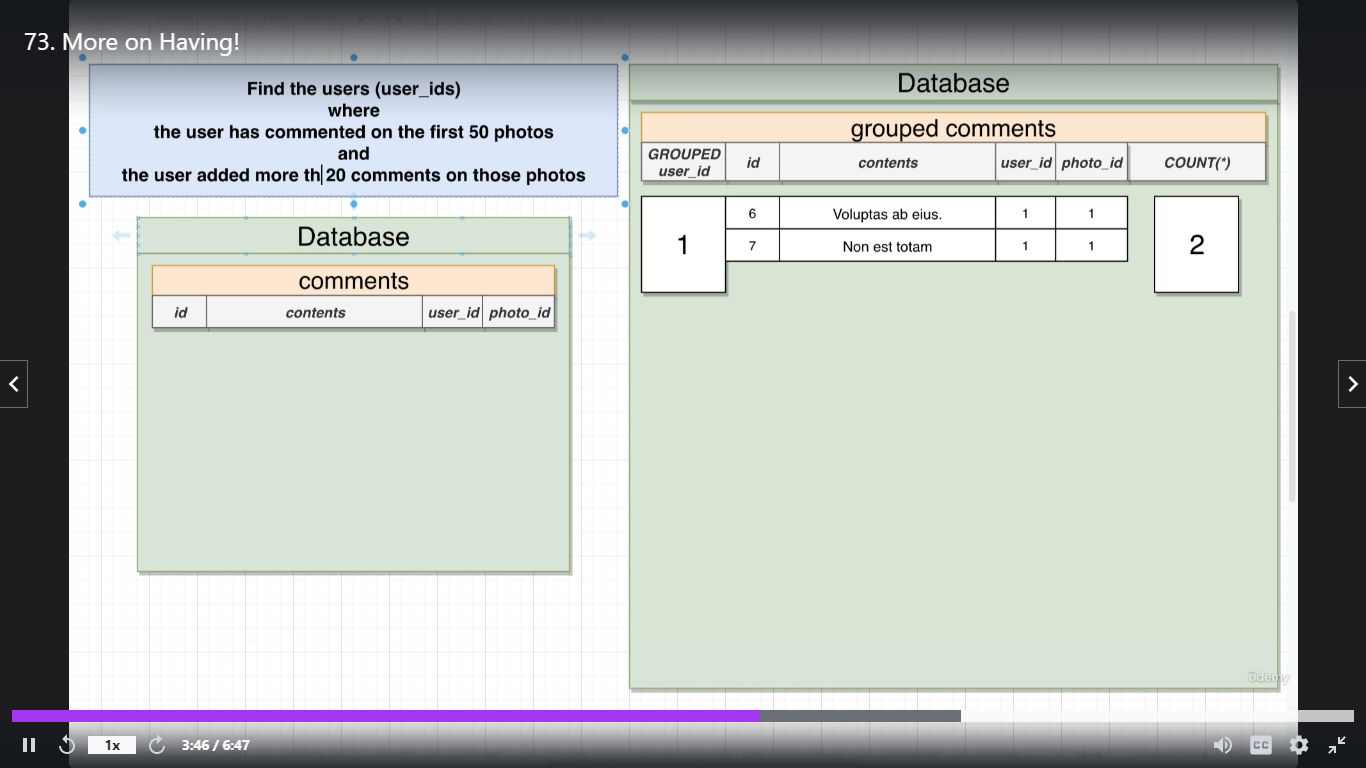 73. More on Having!
Find the users (user_ids)
where
the user has commented on the first 50 photos
and
the user added more th 20 comments on those photos
Database
comments
id contents user_id photo_id
Database
grouped comments
GROUPED user_id id contents user_id photo_id COUNT(*)
1 6 Voluptas ab eius. 1 1 2
7 Non est totam 1 1
ûdemy
1x 3:46 / 6:47 CC